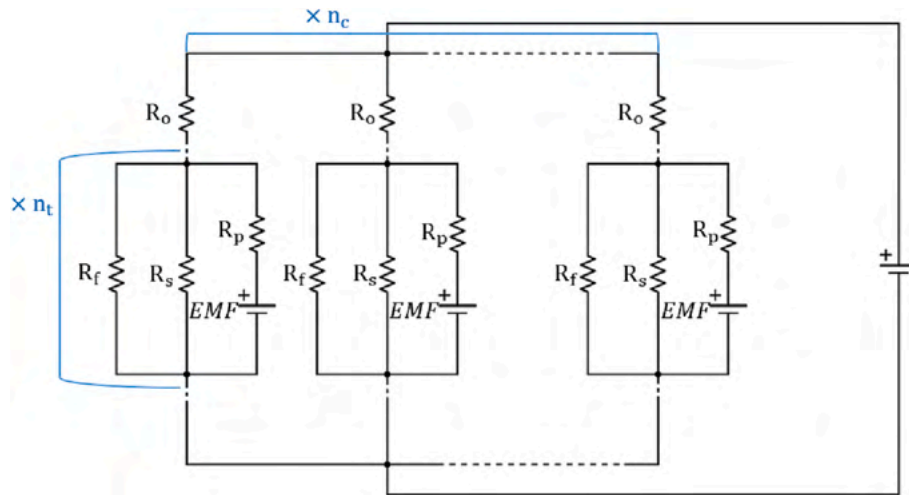 × n_c
R_o R_o R_o
× n_t
R_p R_p R_p
R_f R_s R_f R_s R_f R_s
+ + + +
EMF EMF EMF